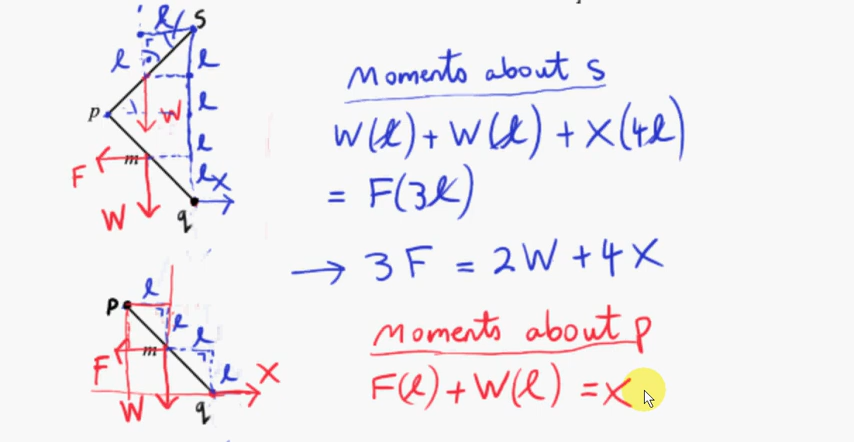 l
s
l
l
W
l
p
l
m
F
l
X
W
q
Moments about s
W(l) + W(l) + X(4l)
= F(3l)
→ 3F = 2W + 4X
l
p
l
l
m
F
l
X
W
q
Moments about p
F(l) + W(l) = X